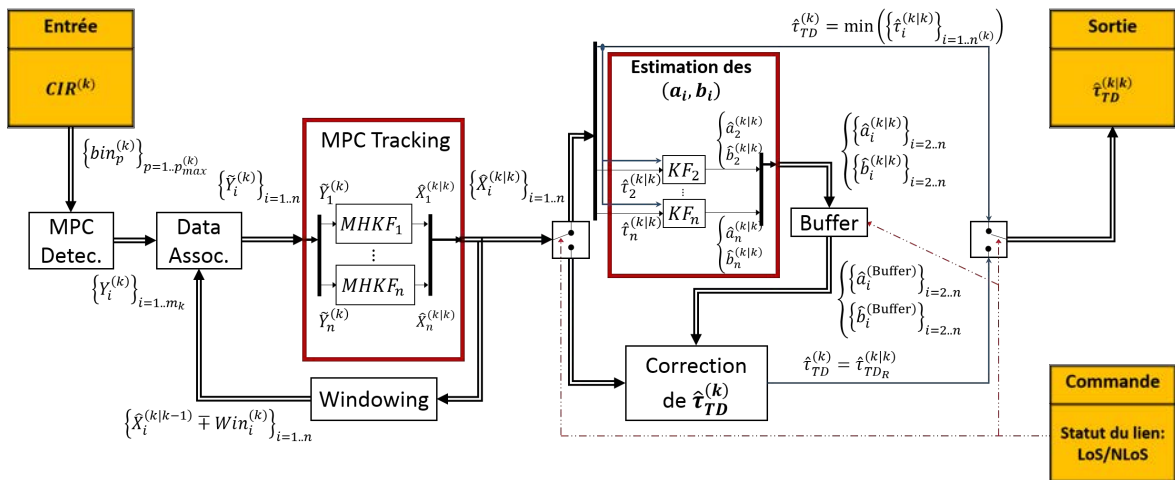 Entrée
CIR^(k)
{bin_p^(k)}_{p=1..p_max^(k)}
MPC
Detec.
{Y_i^(k)}_{i=1..m_k}
Data
Assoc.
{Ỹ_i^(k)}_{i=1..n}
MPC Tracking
Ỹ_1^(k)
MHKF_1
X̂_1^(k|k)
⋮
Ỹ_n^(k)
MHKF_n
X̂_n^(k|k)
{X̂_i^(k|k)}_{i=1..n}
Windowing
{X̂_i^(k|k-1) ∓ Win_i^(k)}_{i=1..n}
τ̂_TD^(k) = min({τ̂_i^(k|k)}_{i=1..n^(k)})
Estimation des
(a_i, b_i)
KF_2
τ̂_2^(k|k)
{â_2^(k|k)
b̂_2^(k|k)
⋮
KF_n
τ̂_n^(k|k)
{â_n^(k|k)
b̂_n^(k|k)
{{â_i^(k|k)}_{i=2..n}
{b̂_i^(k|k)}_{i=2..n}
Buffer
{{â_i^(Buffer)}_{i=2..n}
{b̂_i^(Buffer)}_{i=2..n}
Correction
de τ̂_TD^(k)
τ̂_TD^(k) = τ̂_{TD_R}^(k|k)
Sortie
τ̂_TD^(k|k)
Commande
Statut du lien:
LoS/NLoS